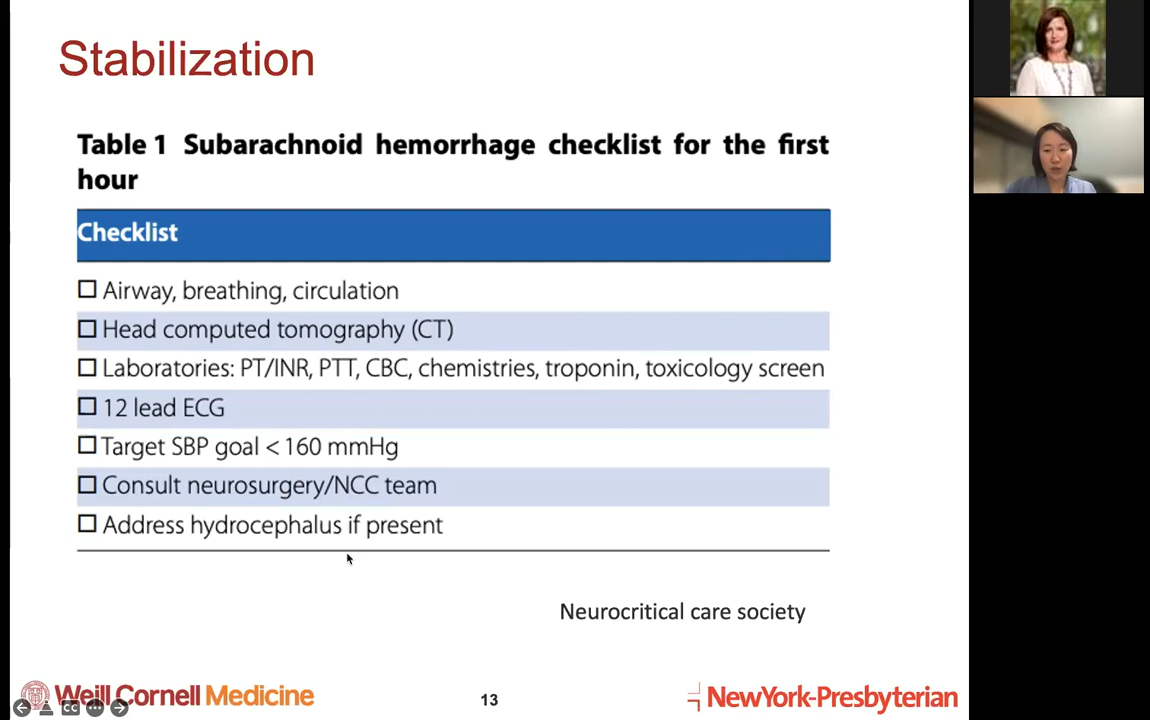 Stabilization
Table 1 Subarachnoid hemorrhage checklist for the first
hour
Checklist
Airway, breathing, circulation
Head computed tomography (CT)
Laboratories: PT/INR, PTT, CBC, chemistries, troponin, toxicology screen
12 lead ECG
Target SBP goal < 160 mmHg
Consult neurosurgery/NCC team
Address hydrocephalus if present
Neurocritical care society
Weill Cornell Medicine
CC
13
NewYork-Presbyterian